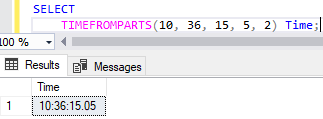 SELECT
TIMEFROMPARTS(10, 36, 15, 5, 2) Time;
100 %
Results Messages
Time
1 10:36:15.05